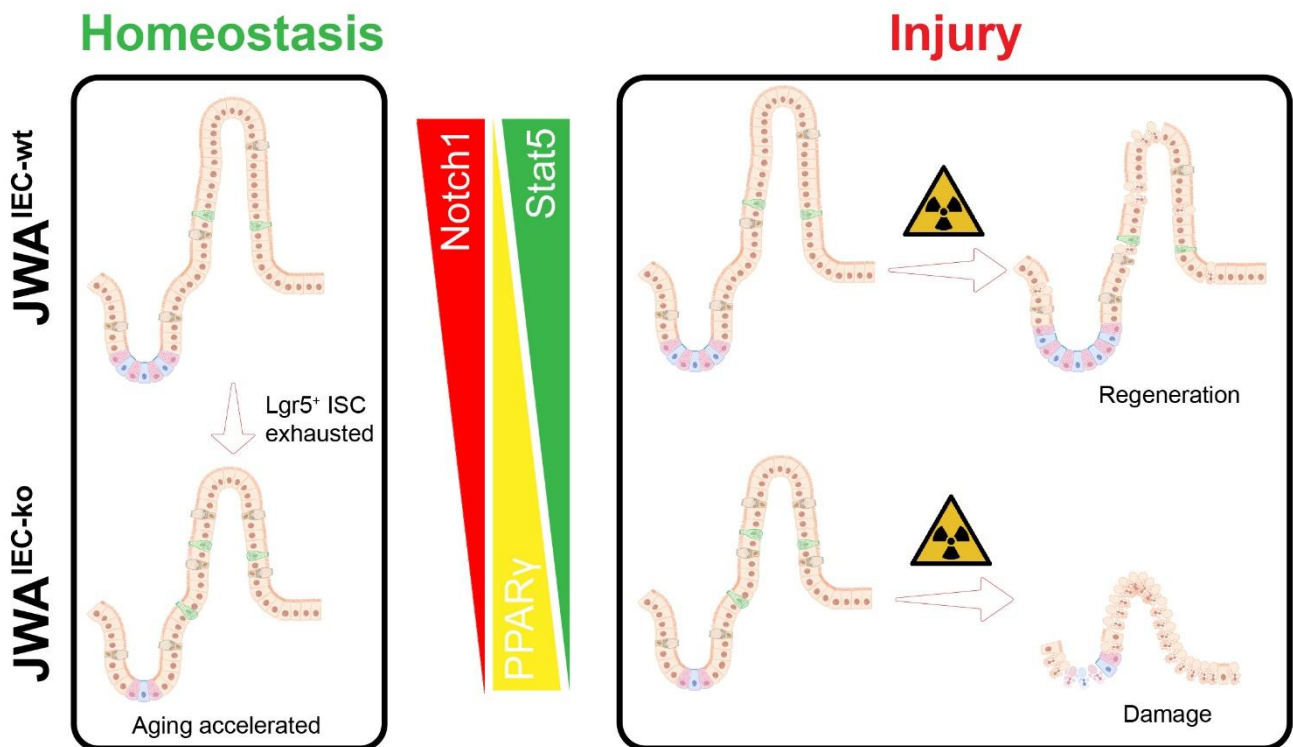 Homeostasis
Injury
JWA^IEC-wt
Notch1
Stat5
PPARγ
Lgr5⁺ ISC
exhausted
Regeneration
JWA^IEC-ko
Aging accelerated
Damage